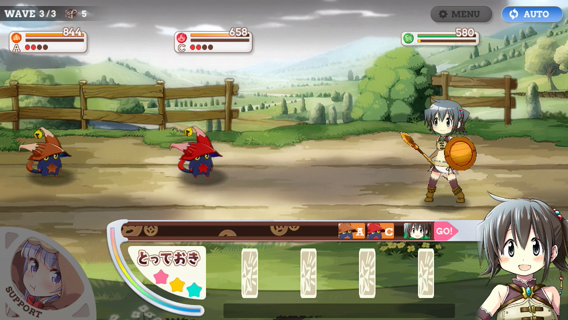 WAVE 3/3 5
MENU
AUTO
844
A
658
C
580
A
C
GO!
とっておき
SUPPORT